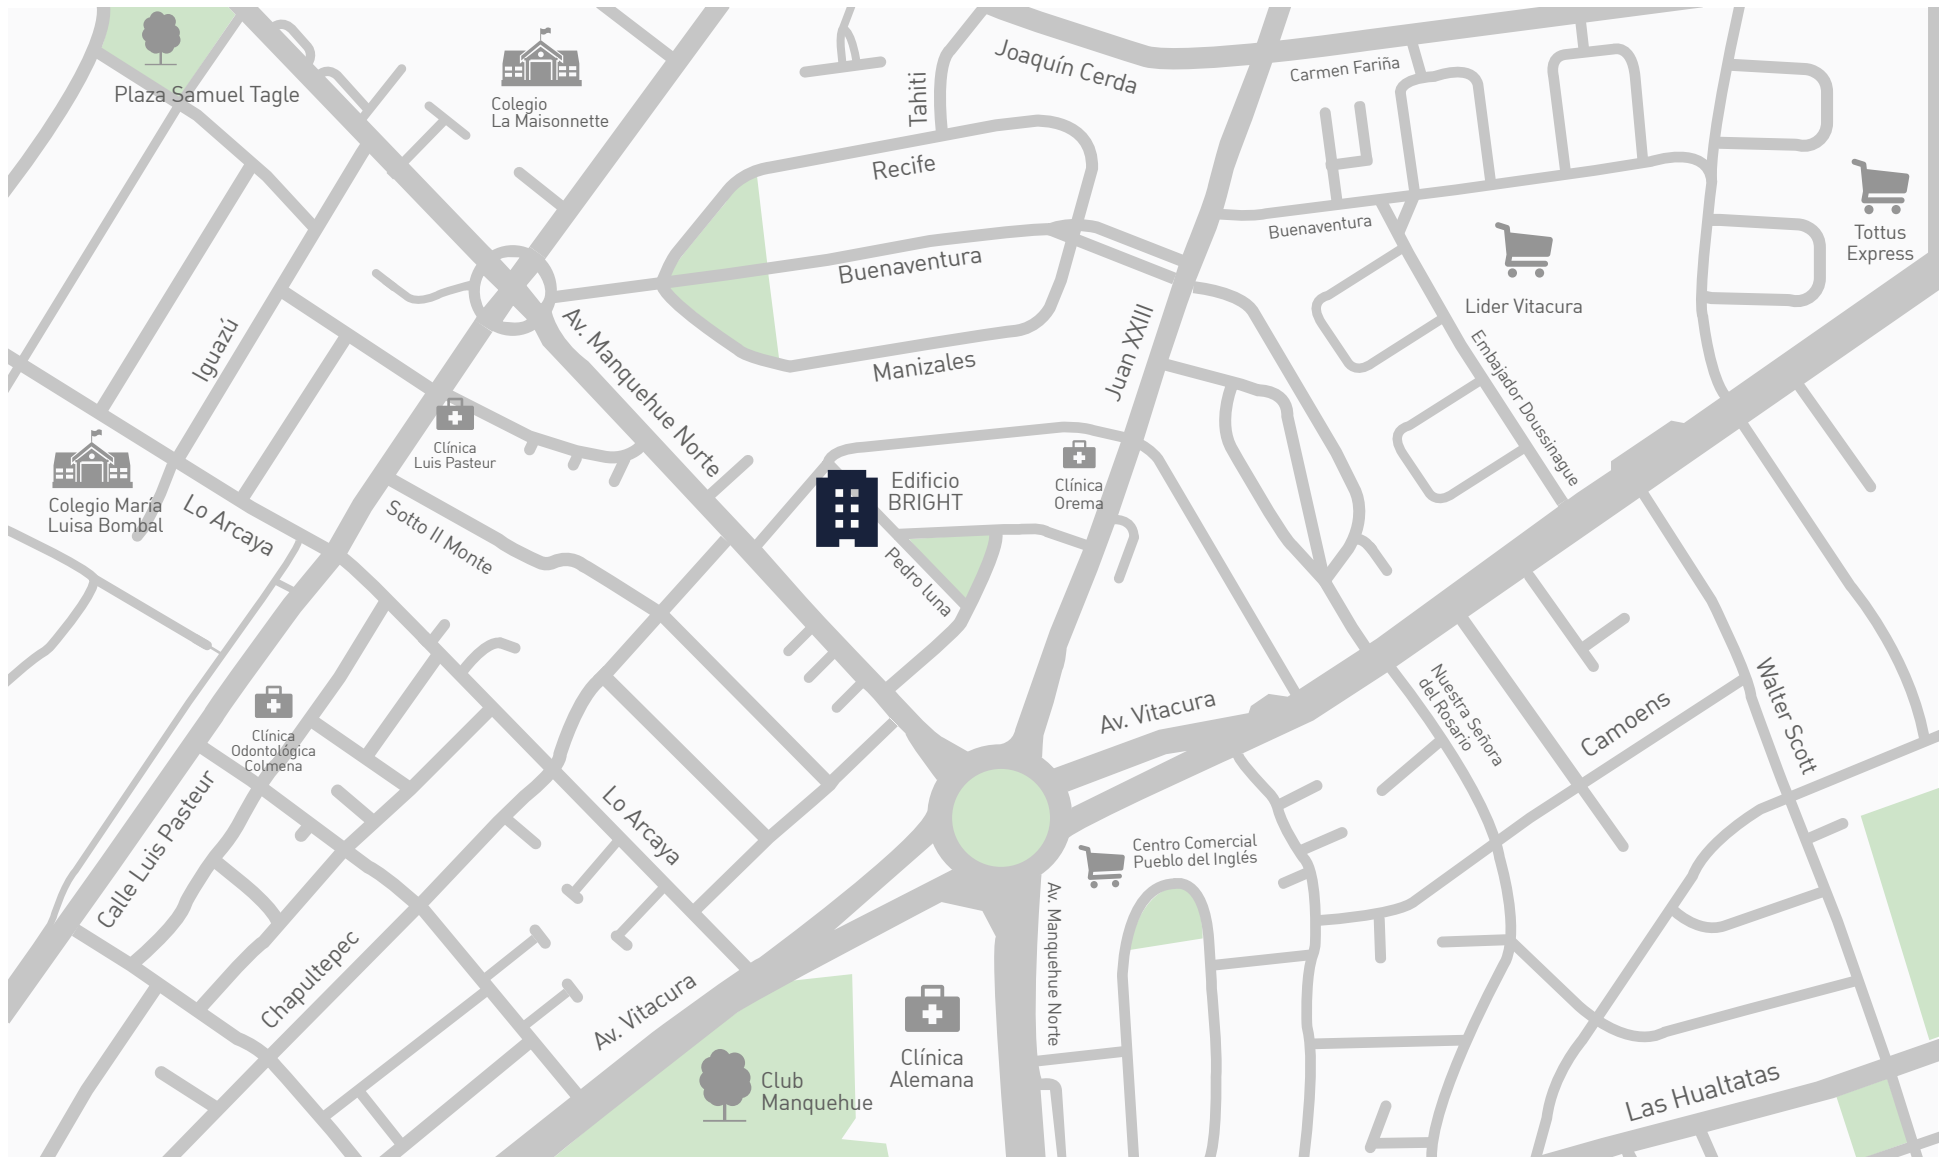 Plaza Samuel Tagle
Colegio
La Maisonnette
Tahiti
Joaquín Cerda
Carmen Fariña
Recife
Buenaventura
Buenaventura
Tottus
Express
Lider Vitacura
Iguazú
Av. Manquehue Norte
Manizales
Juan XXIII
Embajador Doussinague
Clínica
Luis Pasteur
Colegio María
Luisa Bombal
Lo Arcaya
Sotto II Monte
Edificio
BRIGHT
Clínica
Orema
Pedro luna
Clínica
Odontológica
Colmena
Av. Vitacura
Nuestra Señora
del Rosario
Camoens
Walter Scott
Calle Luis Pasteur
Lo Arcaya
Centro Comercial
Pueblo del Inglés
Av. Manquehue Norte
Chapultepec
Av. Vitacura
Clínica
Alemana
Club
Manquehue
Las Hualtatas